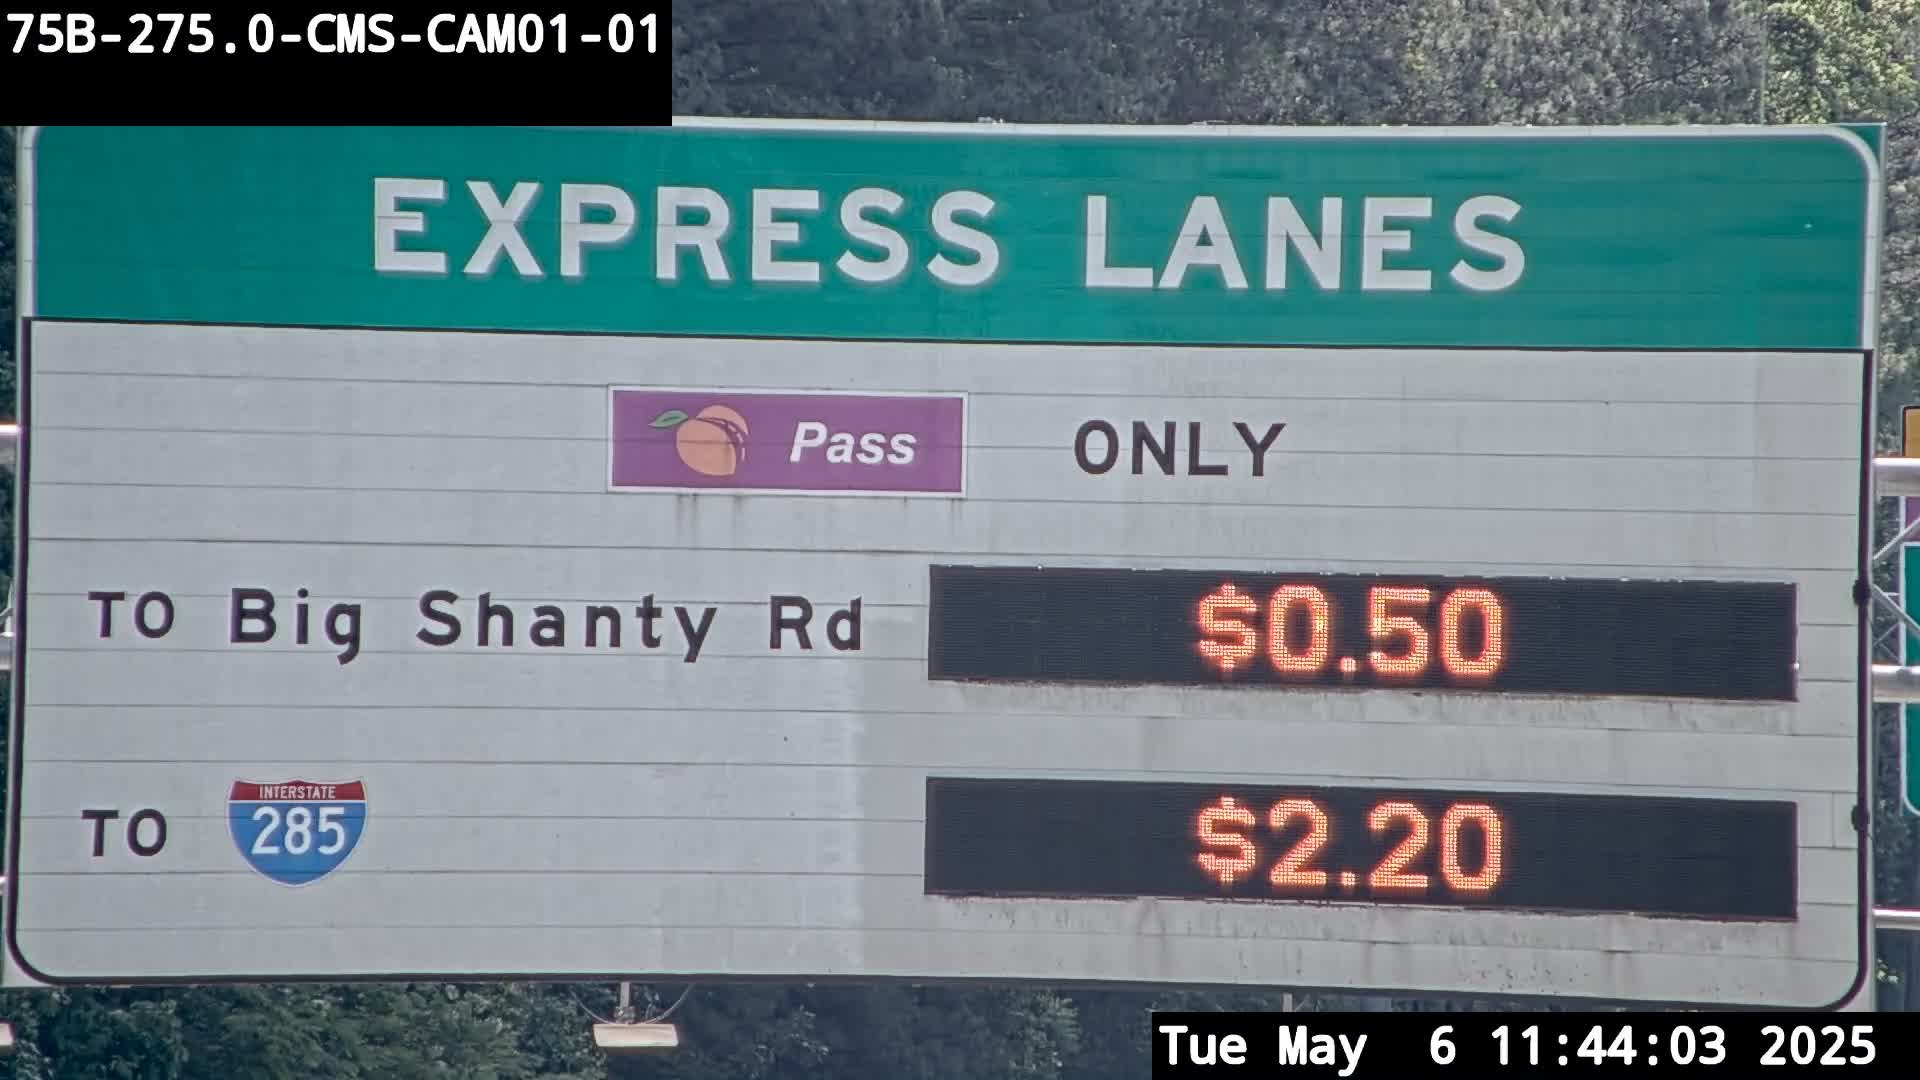 75B-275.0-CMS-CAM01-01
EXPRESS LANES
Pass ONLY
TO Big Shanty Rd $0.50
INTERSTATE
TO 285 $2.20
Tue May 6 11:44:03 2025